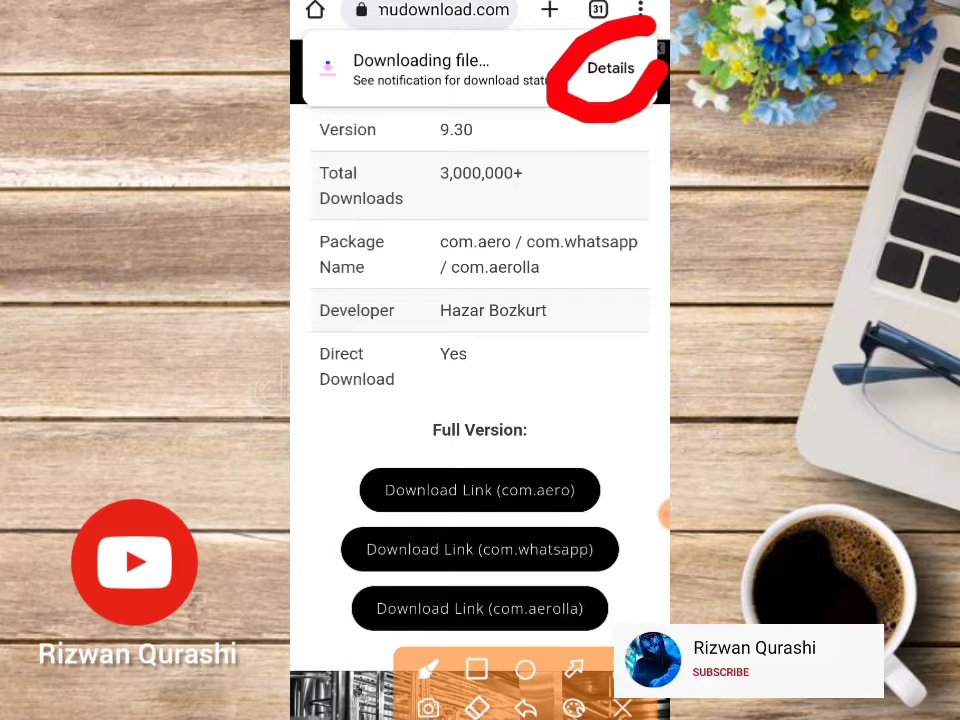 mudownload.com
31
Downloading file...
See notification for download stat
Details
Version 9.30
Total 3,000,000+
Downloads
Package com.aero / com.whatsapp
Name / com.aerolla
Developer Hazar Bozkurt
Direct Yes
Download
Full Version:
Download Link (com.aero)
Download Link (com.whatsapp)
Download Link (com.aerolla)
Rizwan Qurashi
Rizwan Qurashi
SUBSCRIBE